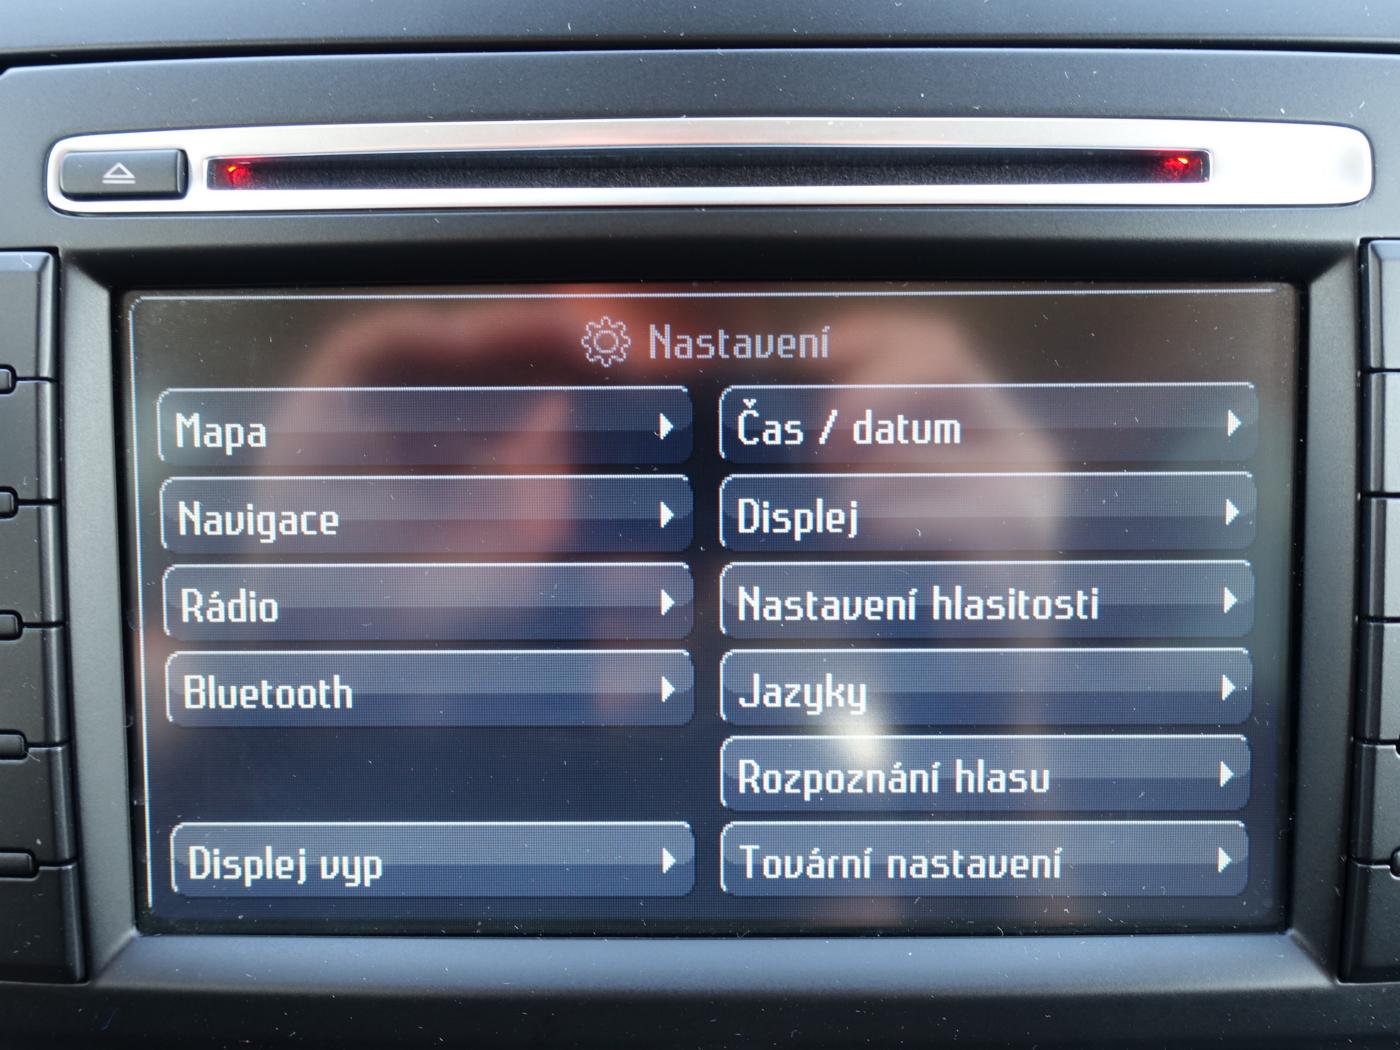 Nastavení
Mapa
Čas / datum
Navigace
Displej
Rádio
Nastavení hlasitosti
Bluetooth
Jazyky
Rozpoznání hlasu
Displej vyp
Tovární nastavení